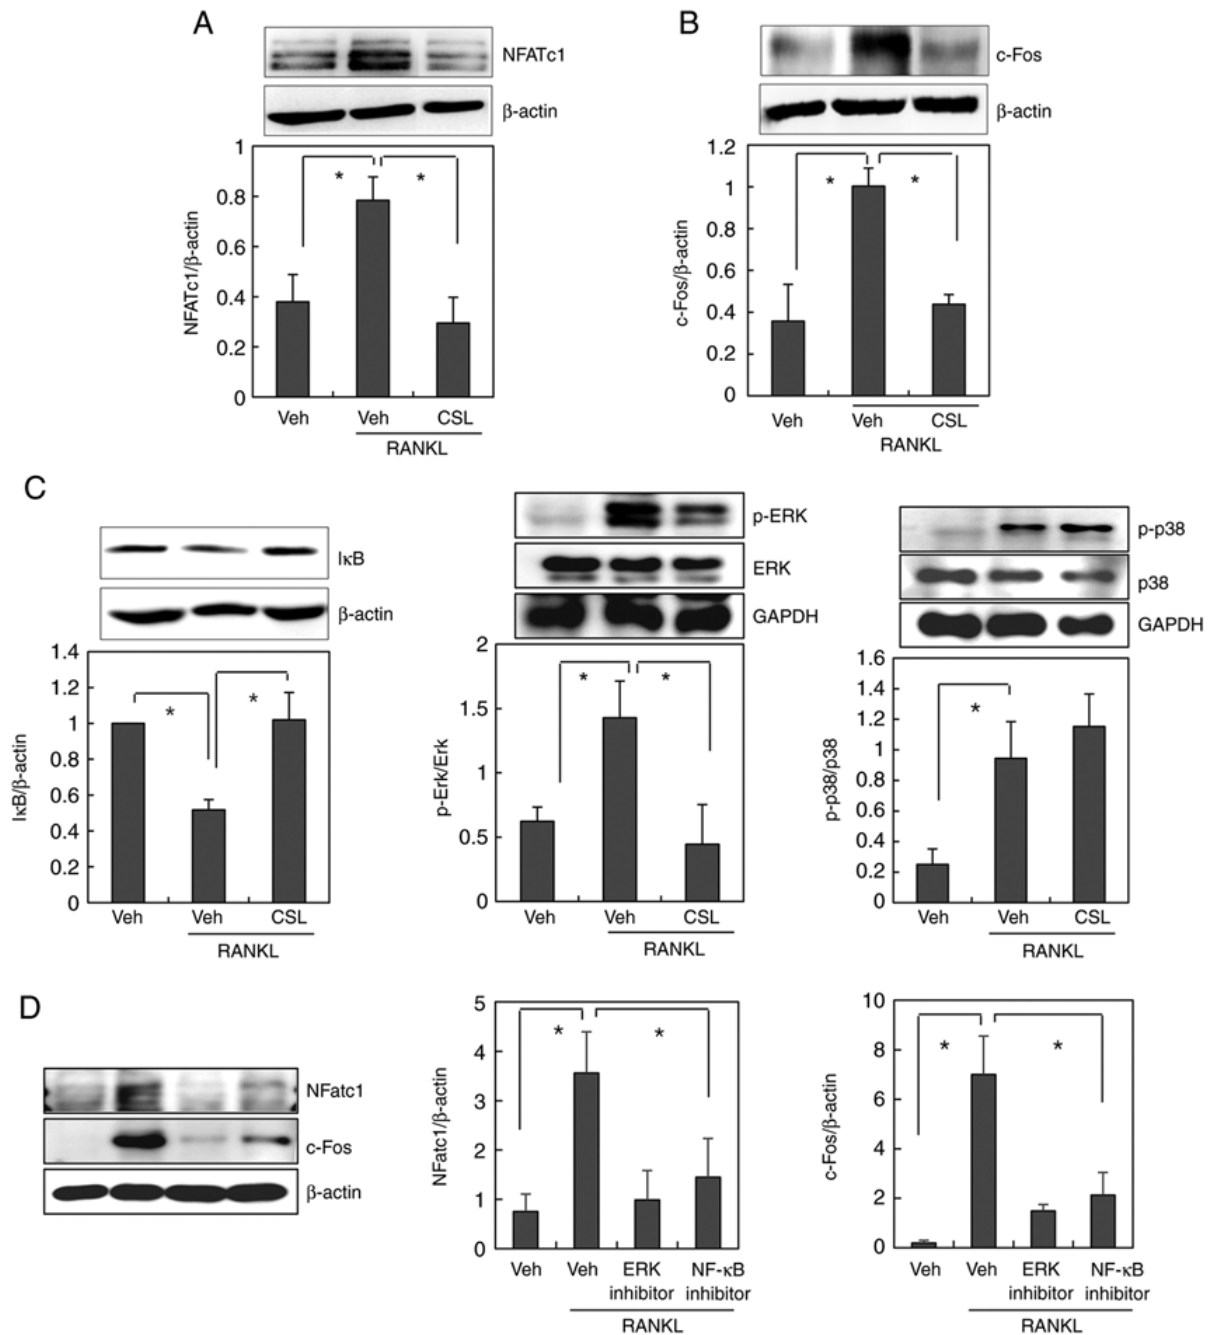 A
NFATc1
β-actin
1
0.8
0.6
0.4
0.2
0
NFATc1/β-actin
* *
Veh Veh CSL
RANKL
B
c-Fos
β-actin
1.2
1
0.8
0.6
0.4
0.2
0
c-Fos/β-actin
* *
Veh Veh CSL
RANKL
C
IκB
β-actin
1.4
1.2
1
0.8
0.6
0.4
0.2
0
IκB/β-actin
* *
Veh Veh CSL
RANKL
p-ERK
ERK
GAPDH
2
1.5
1
0.5
0
p-Erk/Erk
* *
Veh Veh CSL
RANKL
p-p38
p38
GAPDH
1.6
1.4
1.2
1
0.8
0.6
0.4
0.2
0
p-p38/p38
*
Veh Veh CSL
RANKL
D
NFatc1
c-Fos
β-actin
5
4
3
2
1
0
NFatc1/β-actin
* *
Veh Veh ERK NF-κB
inhibitor inhibitor
RANKL
10
8
6
4
2
0
c-Fos/β-actin
* *
Veh Veh ERK NF-κB
inhibitor inhibitor
RANKL